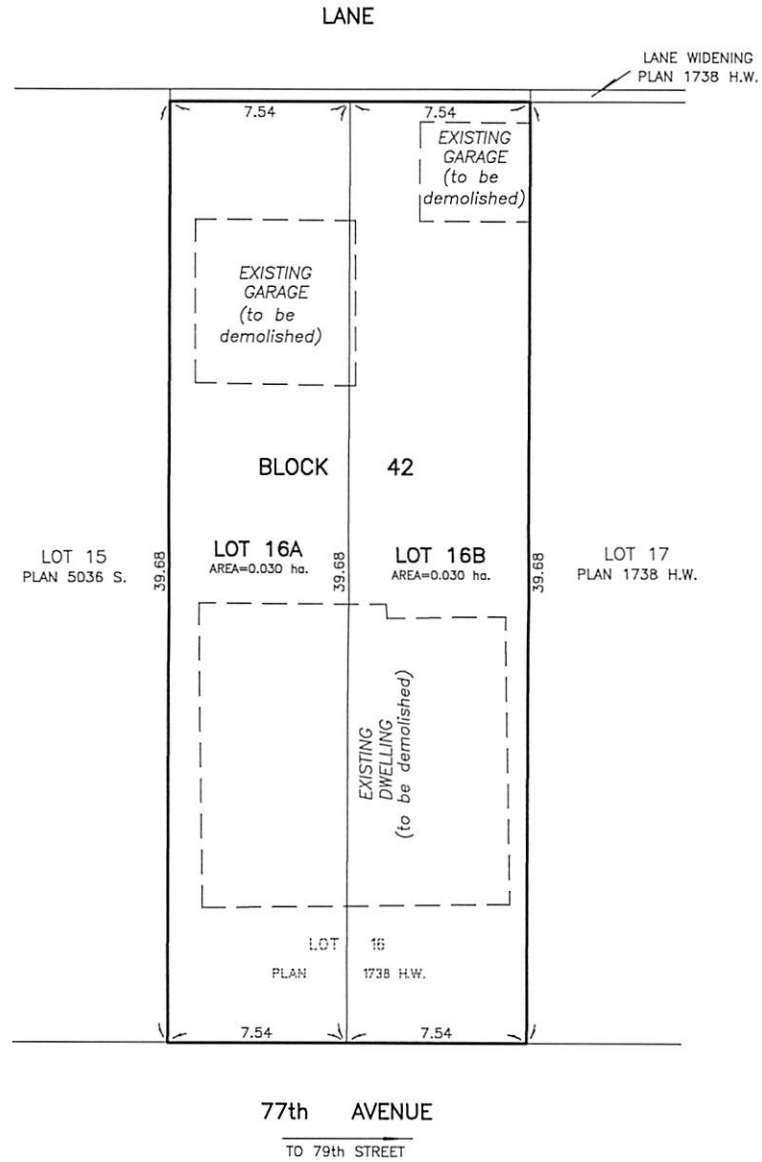 LANE
LANE WIDENING
PLAN 1738 H.W.
7.54
7.54
EXISTING
GARAGE
(to be
demolished)
EXISTING
GARAGE
(to be
demolished)
BLOCK 42
LOT 15
PLAN 5036 S.
39.68
LOT 16A
AREA=0.030 ha.
39.68
LOT 16B
AREA=0.030 ha.
39.68
LOT 17
PLAN 1738 H.W.
EXISTING
DWELLING
(to be demolished)
LOT 16
PLAN 1738 H.W.
7.54
7.54
77th AVENUE
TO 79th STREET